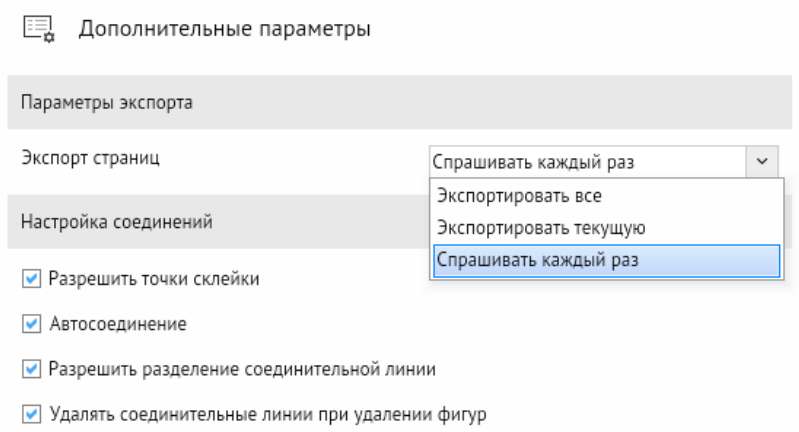 Дополнительные параметры
Параметры экспорта
Экспорт страниц
Спрашивать каждый раз
Экспортировать все
Экспортировать текущую
Спрашивать каждый раз
Настройка соединений
Разрешить точки склейки
Автосоединение
Разрешить разделение соединительной линии
Удалять соединительные линии при удалении фигур